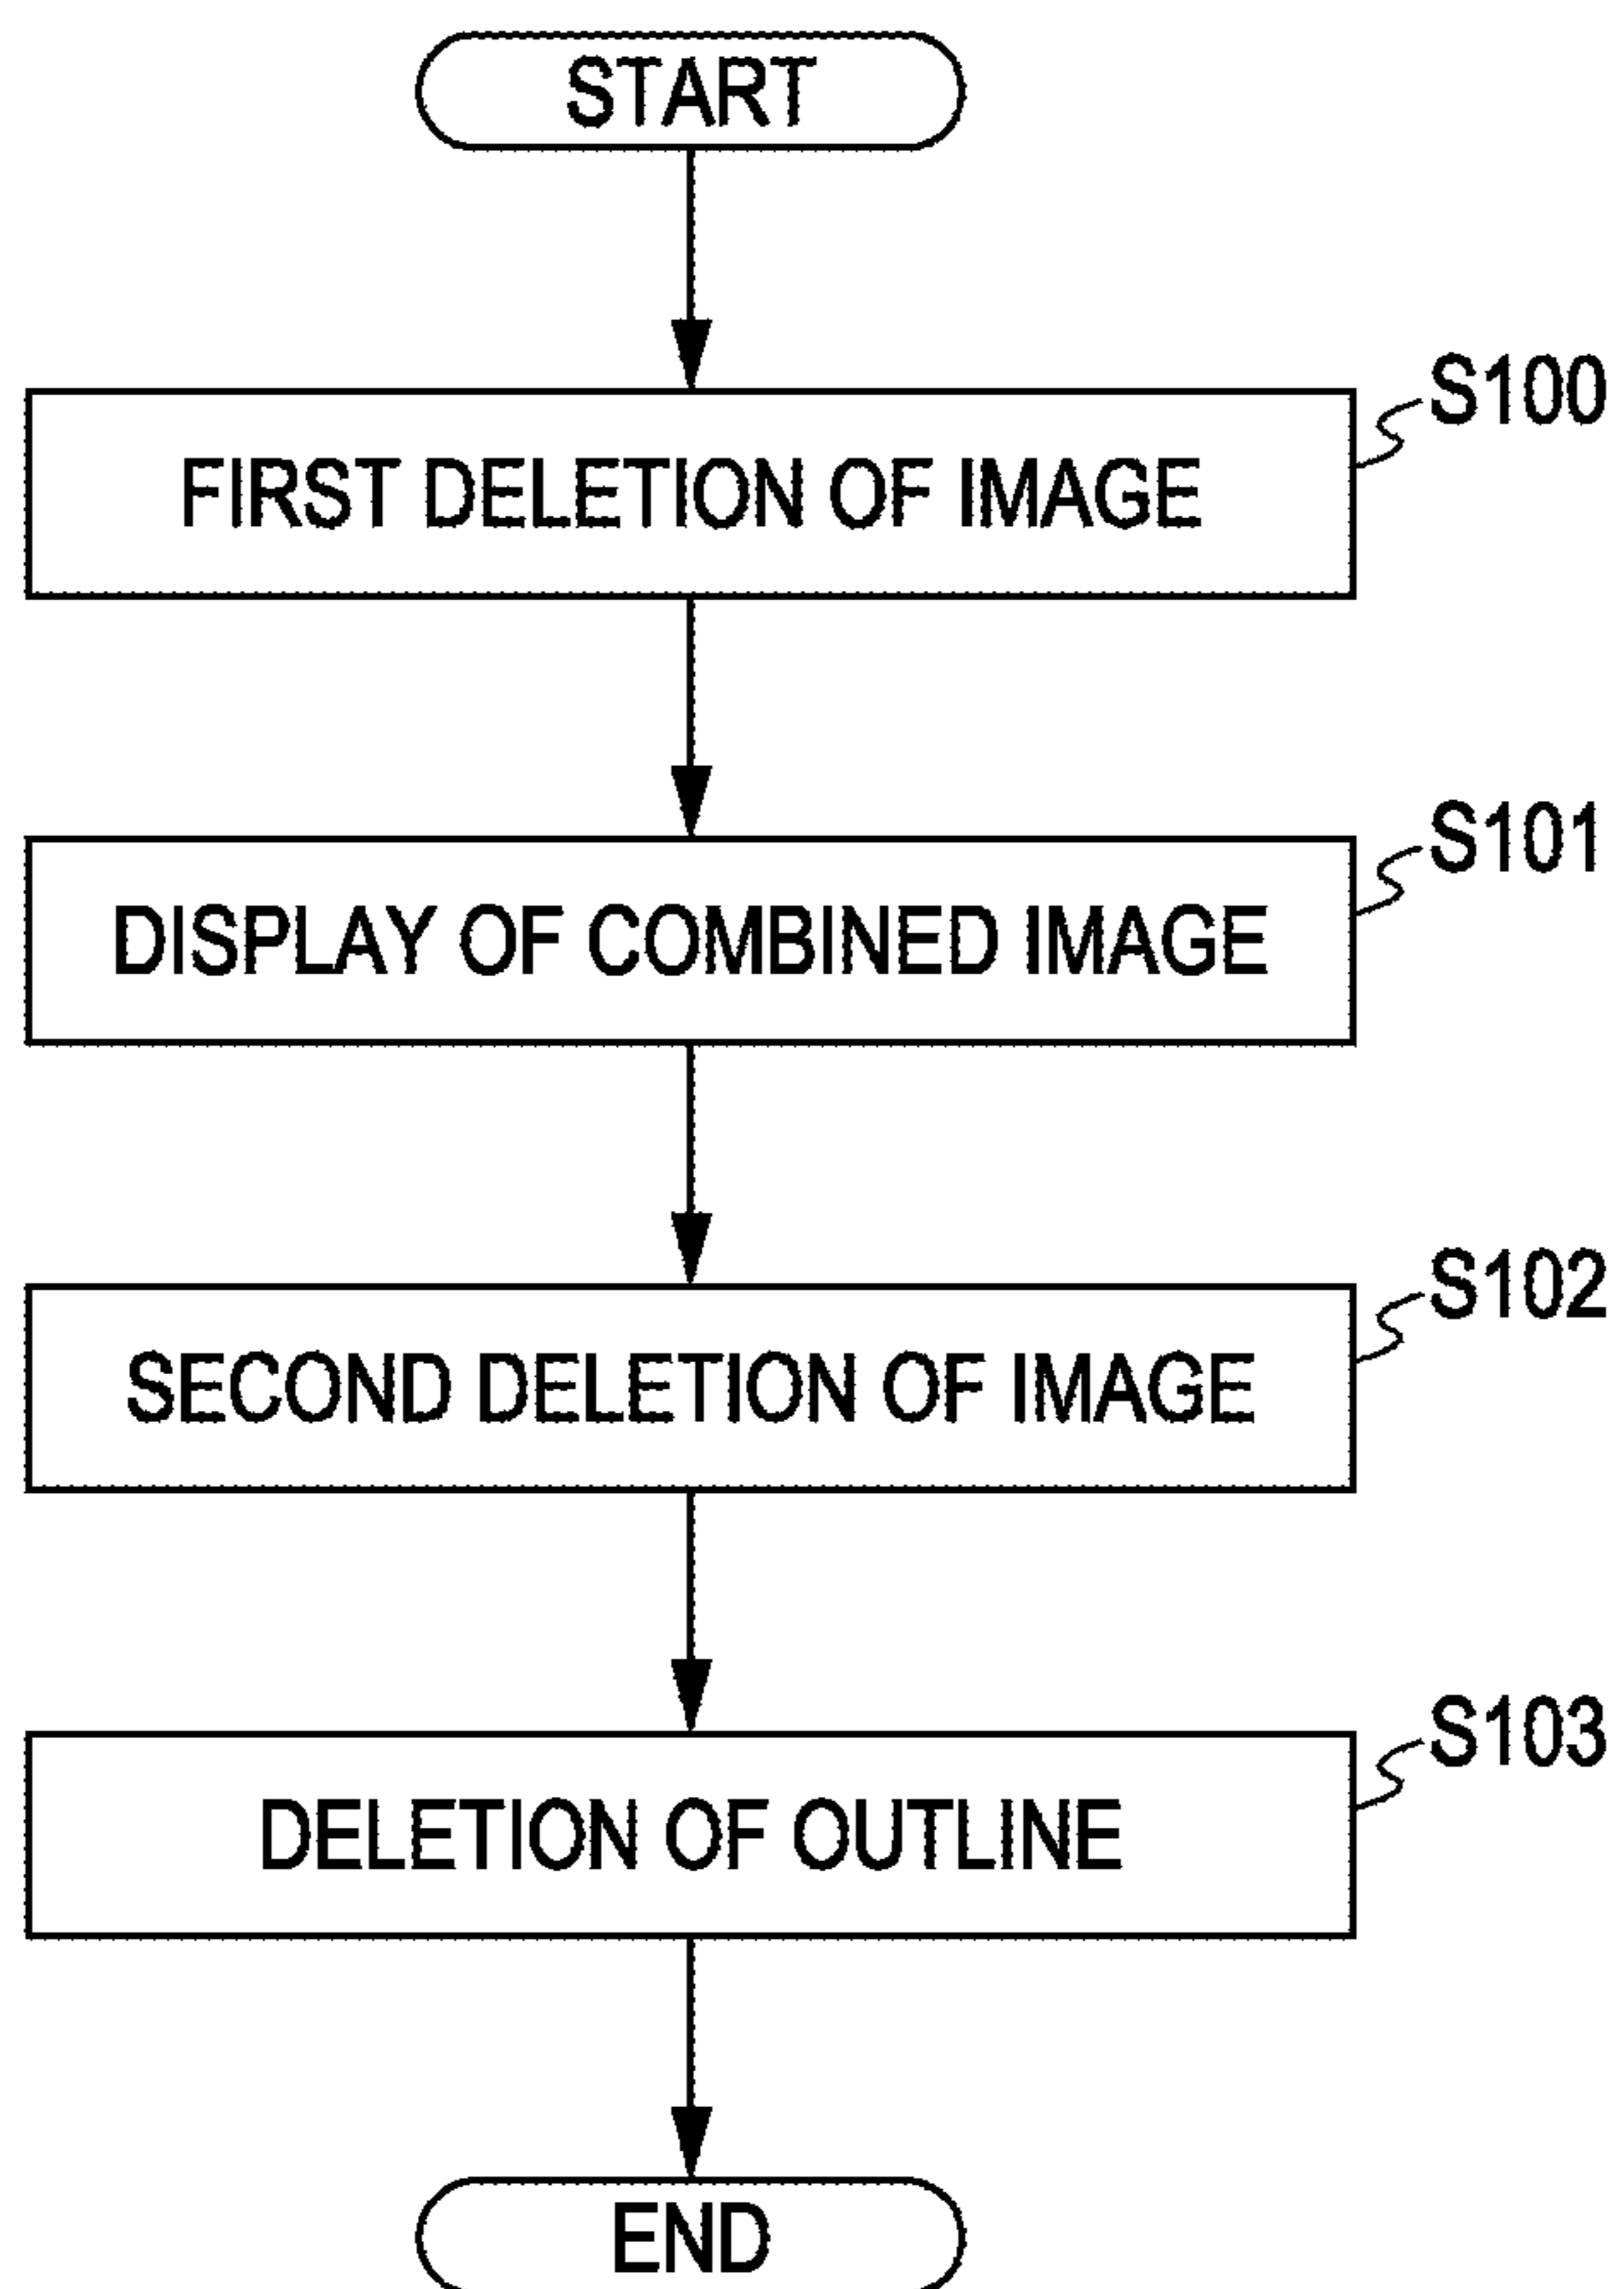 START
S100
FIRST DELETION OF IMAGE
S101
DISPLAY OF COMBINED IMAGE
S102
SECOND DELETION OF IMAGE
S103
DELETION OF OUTLINE
END